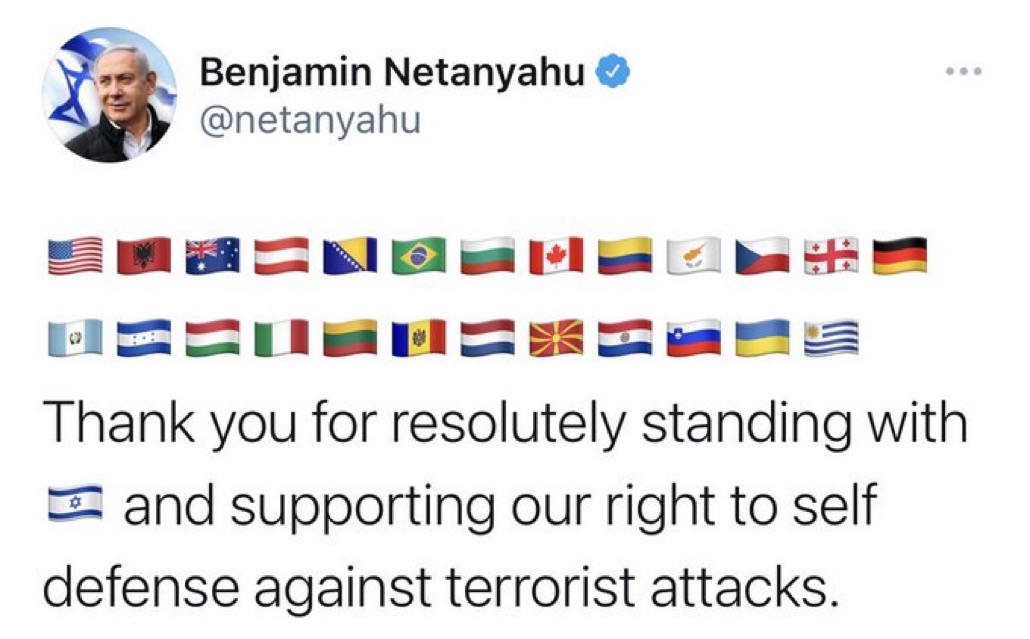 Benjamin Netanyahu
@netanyahu
🇺🇸 🇦🇱 🇦🇺 🇦🇹 🇧🇦 🇧🇷 🇧🇬 🇨🇦 🇨🇴 🇨🇾 🇨🇿 🇬🇪 🇩🇪
🇬🇹 🇭🇳 🇭🇺 🇮🇹 🇱🇹 🇲🇩 🇳🇱 🇲🇰 🇵🇾 🇸🇮 🇺🇦 🇺🇾
Thank you for resolutely standing with
🇮🇱 and supporting our right to self
defense against terrorist attacks.